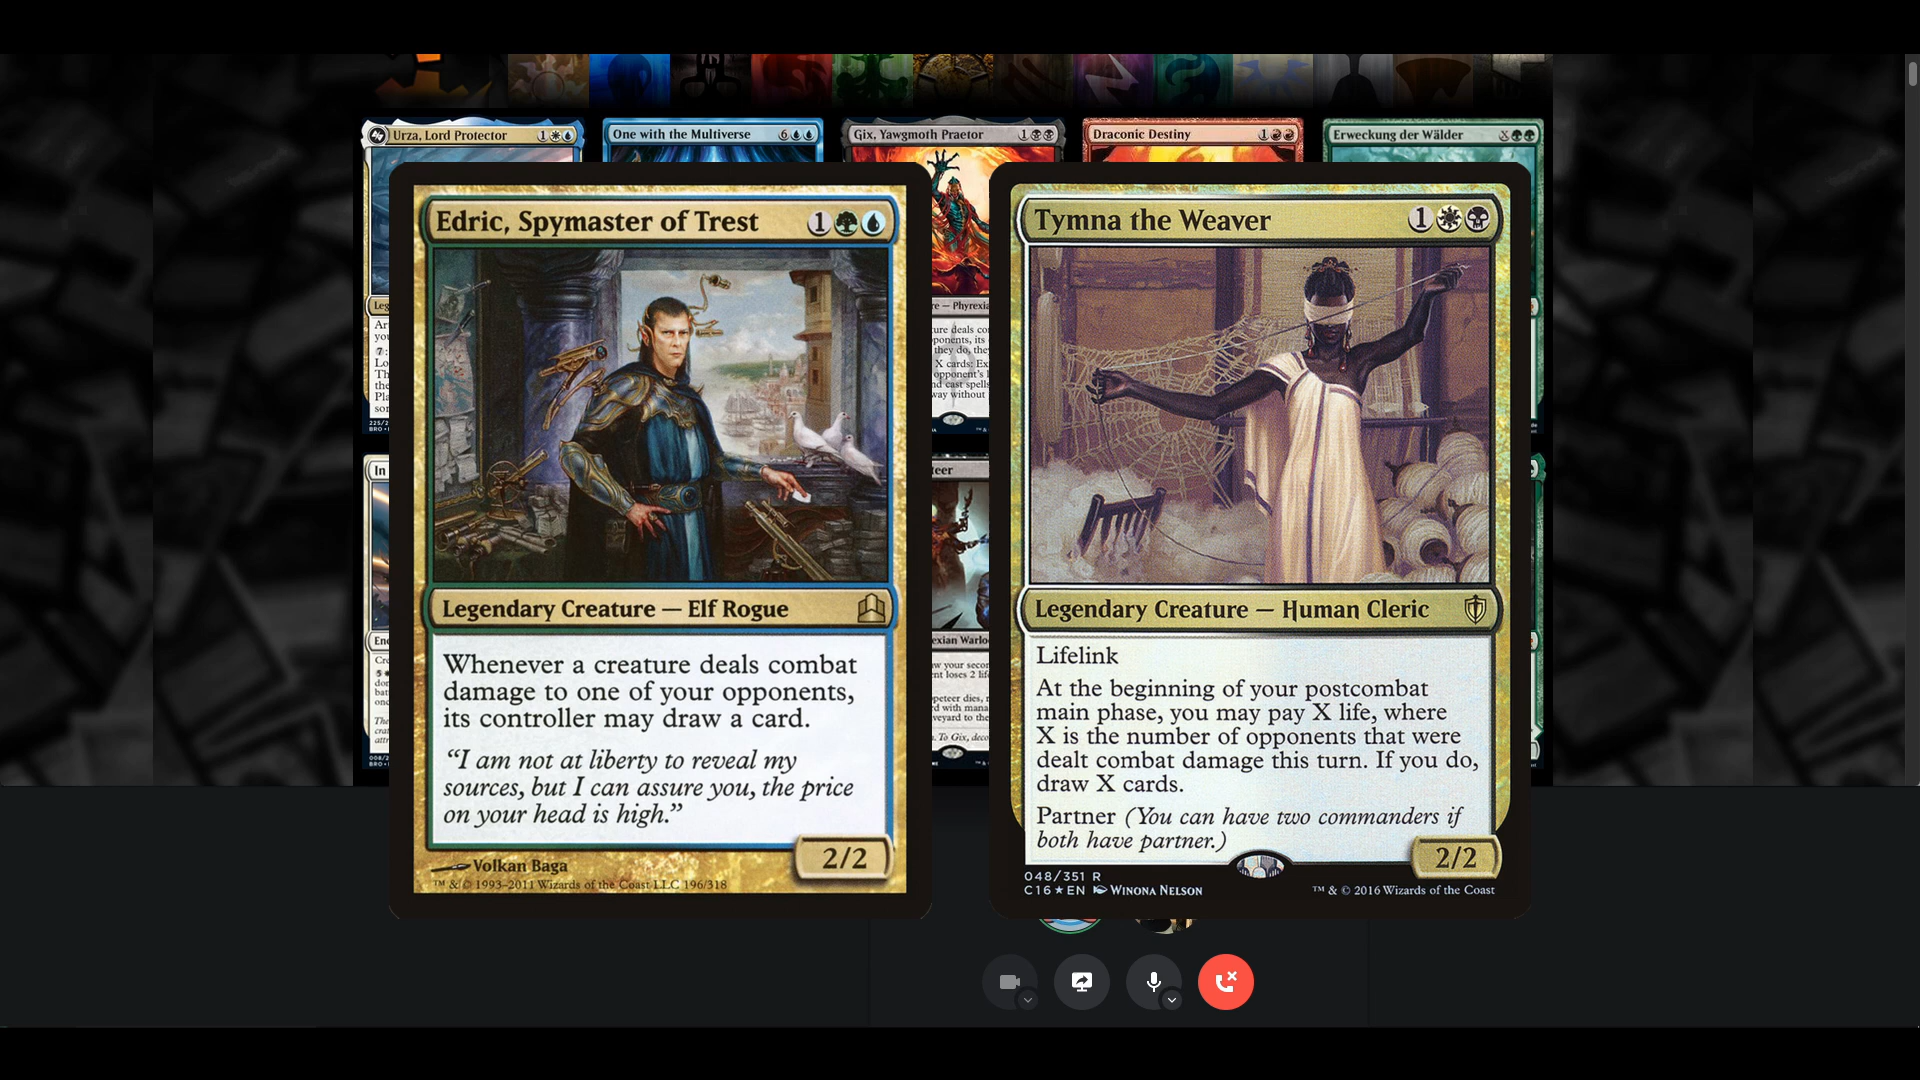 Urza, Lord Protector 1
One with the Multiverse 6
Gix, Yawgmoth Praetor 1
Draconic Destiny 1
Erweckung der Wälder X
Edric, Spymaster of Trest 1
Legendary Creature — Elf Rogue
Whenever a creature deals combat
damage to one of your opponents,
its controller may draw a card.
“I am not at liberty to reveal my
sources, but I can assure you, the price
on your head is high.”
2/2
Volkan Baga
™ & © 1993–2011 Wizards of the Coast LLC 196/318
Tymna the Weaver 1
Legendary Creature — Human Cleric
Lifelink
At the beginning of your postcombat
main phase, you may pay X life, where
X is the number of opponents that were
dealt combat damage this turn. If you do,
draw X cards.
Partner (You can have two commanders if
both have partner.)
2/2
048/351 R
C16★EN Winona Nelson
™ & © 2016 Wizards of the Coast